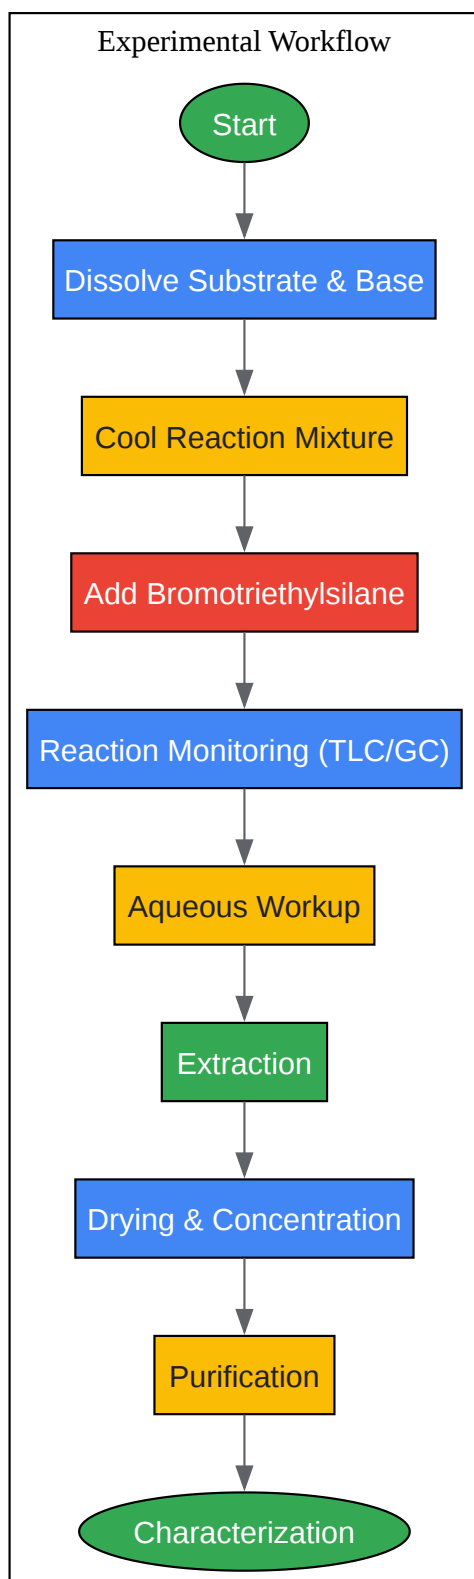 Experimental Workflow
Start
Dissolve Substrate & Base
Cool Reaction Mixture
Add Bromotriethylsilane
Reaction Monitoring (TLC/GC)
Aqueous Workup
Extraction
Drying & Concentration
Purification
Characterization